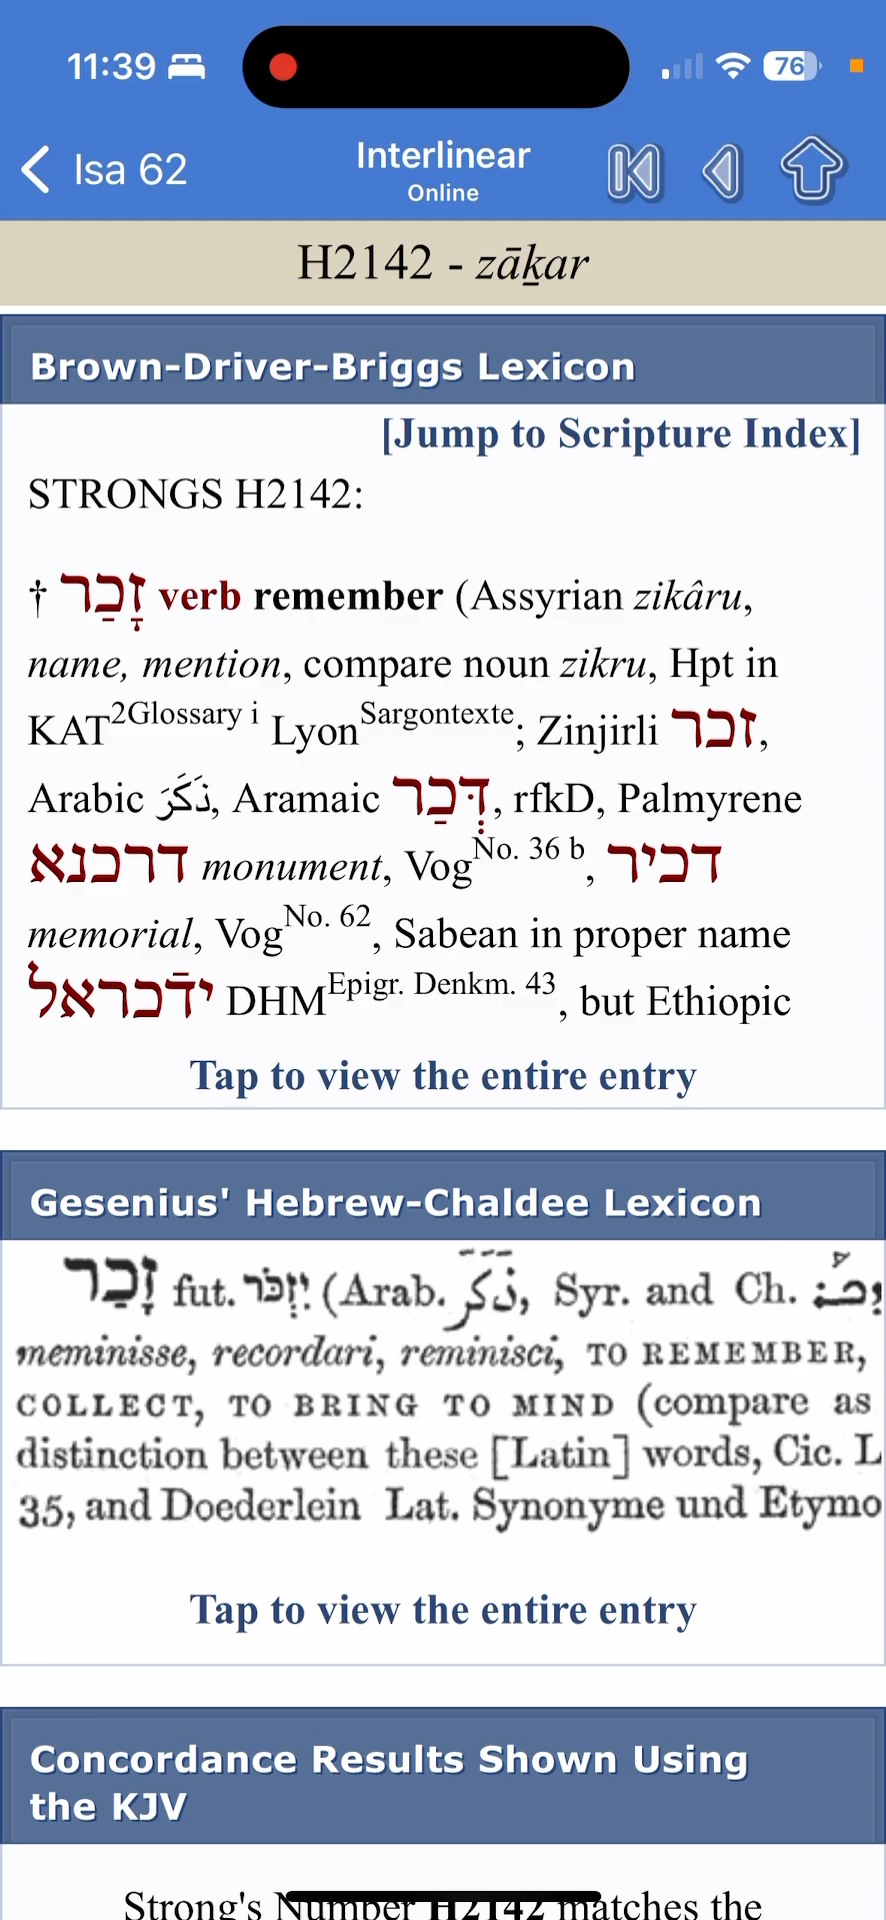 11:39
76
Isa 62
Interlinear
Online
H2142 - zāḵar
Brown-Driver-Briggs Lexicon
[Jump to Scripture Index]
STRONGS H2142:
† זָכַר verb remember (Assyrian zikâru,
name, mention, compare noun zikru, Hpt in
KAT2Glossary i LyonSargontexte; Zinjirli זכר,
Arabic ذَكَرَ, Aramaic דְּכַר, rfkD, Palmyrene
דרכנא monument, VogNo. 36 b, דכיר
memorial, VogNo. 62, Sabean in proper name
ידֿכראל DHMEpigr. Denkm. 43, but Ethiopic
Tap to view the entire entry
Gesenius' Hebrew-Chaldee Lexicon
זָכַר fut. יִזְכֹּר (Arab. ذَكَرَ, Syr. and Ch.
meminisse, recordari, reminisci, TO REMEMBER,
COLLECT, TO BRING TO MIND (compare as
distinction between these [Latin] words, Cic. L
35, and Doederlein Lat. Synonyme und Etymo
Tap to view the entire entry
Concordance Results Shown Using
the KJV
Strong's Number H2142 matches the